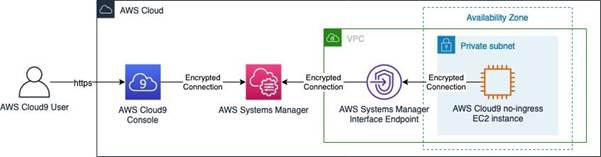 AWS Cloud
Availability Zone
VPC
Private subnet
9
https
Encrypted
Connection
Encrypted
Connection
Encrypted
Connection
AWS Cloud9 User
AWS Cloud9
Console
AWS Systems Manager
AWS Systems Manager
Interface Endpoint
AWS Cloud9 no-ingress
EC2 instance